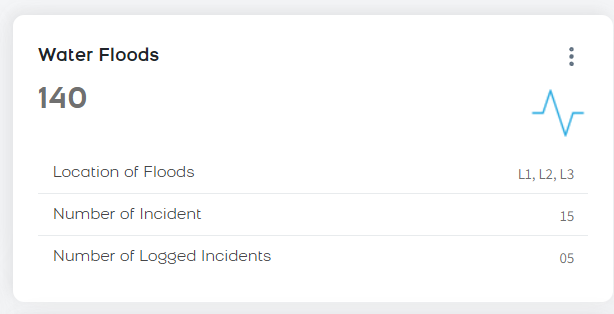 Water Floods
140
Location of Floods L1, L2, L3
Number of Incident 15
Number of Logged Incidents 05